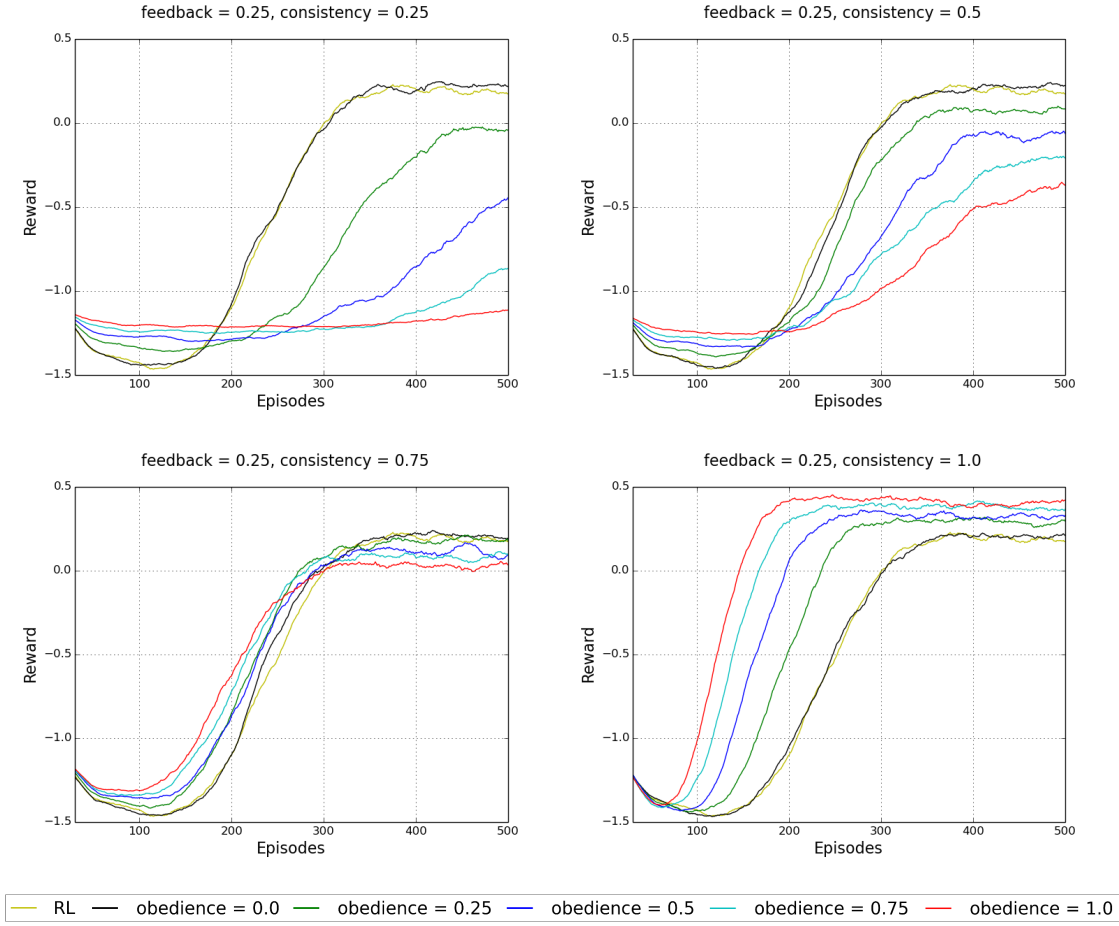 feedback = 0.25, consistency = 0.25
0.5
0.0
−0.5
−1.0
−1.5
Reward
100 200 300 400 500
Episodes
feedback = 0.25, consistency = 0.5
0.5
0.0
−0.5
−1.0
−1.5
Reward
100 200 300 400 500
Episodes
feedback = 0.25, consistency = 0.75
0.5
0.0
−0.5
−1.0
−1.5
Reward
100 200 300 400 500
Episodes
feedback = 0.25, consistency = 1.0
0.5
0.0
−0.5
−1.0
−1.5
Reward
100 200 300 400 500
Episodes
RL obedience = 0.0 obedience = 0.25 obedience = 0.5 obedience = 0.75 obedience = 1.0